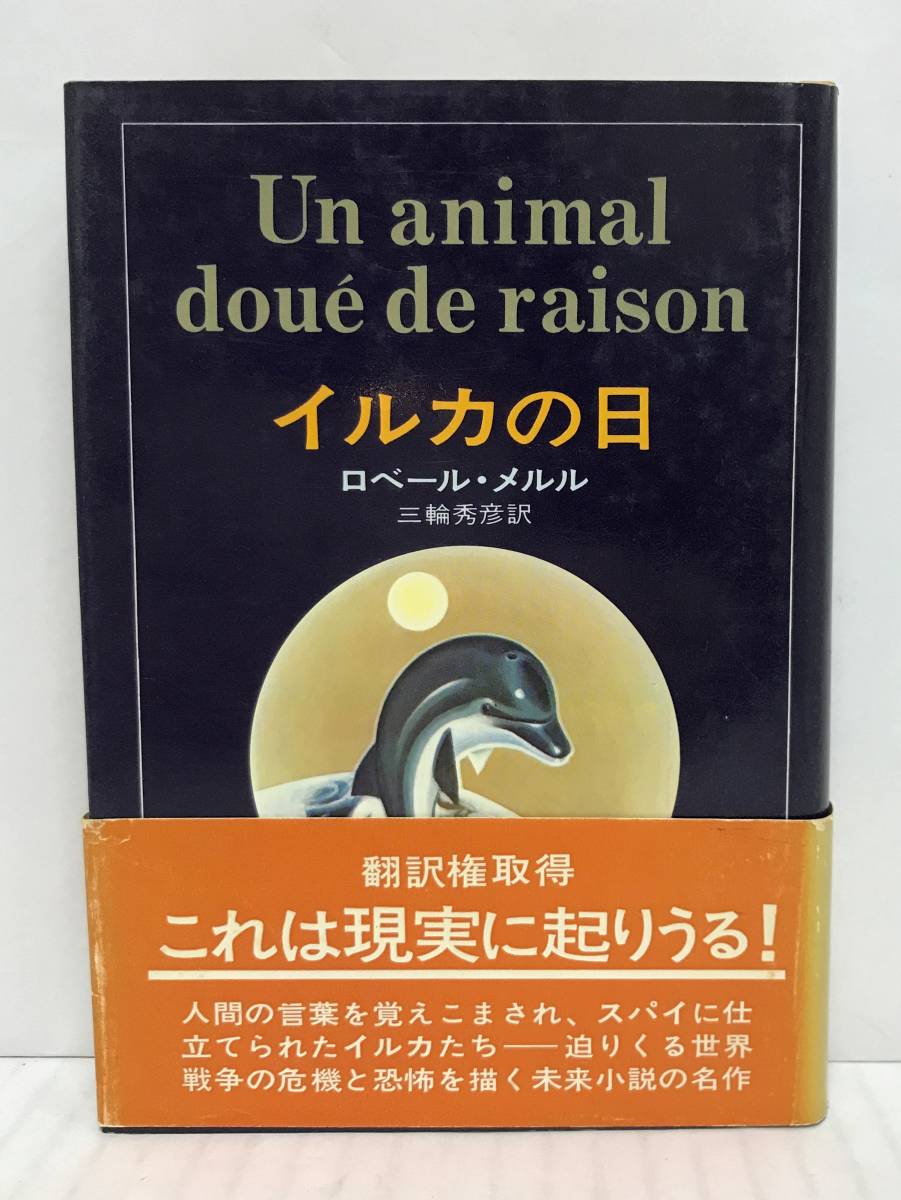 Un animal
doué de raison
イルカの日
ロベール・メルル
三輪秀彦訳
翻訳権取得
これは現実に起りうる!
人間の言葉を覚えこまされ、スパイに仕
立てられたイルカたち──迫りくる世界
戦争の危機と恐怖を描く未来小説の名作